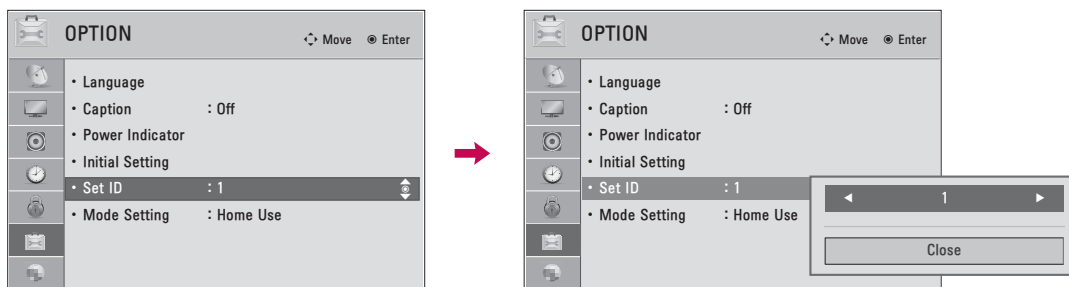 OPTION
Move Enter
• Language
• Caption : Off
• Power Indicator
• Initial Setting
• Set ID : 1
• Mode Setting : Home Use
OPTION
Move Enter
• Language
• Caption : Off
• Power Indicator
• Initial Setting
• Set ID : 1
• Mode Setting : Home Use
◄ 1 ►
Close